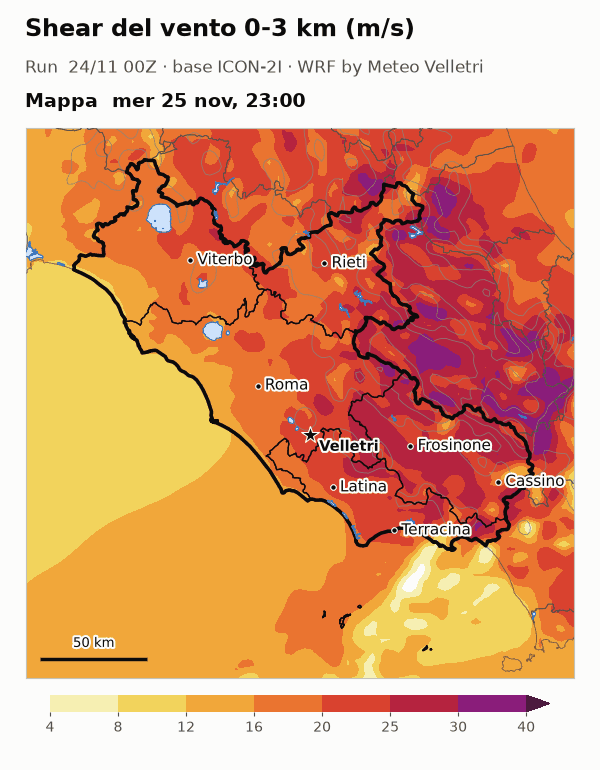 Shear del vento 0-3 km (m/s)
Run  24/11 00Z · base ICON-2I · WRF by Meteo Velletri
Mappa  mer 25 nov, 23:00
Viterbo
Rieti
Roma
Velletri
Frosinone
Cassino
Latina
Terracina
50 km
4 8 12 16 20 25 30 40